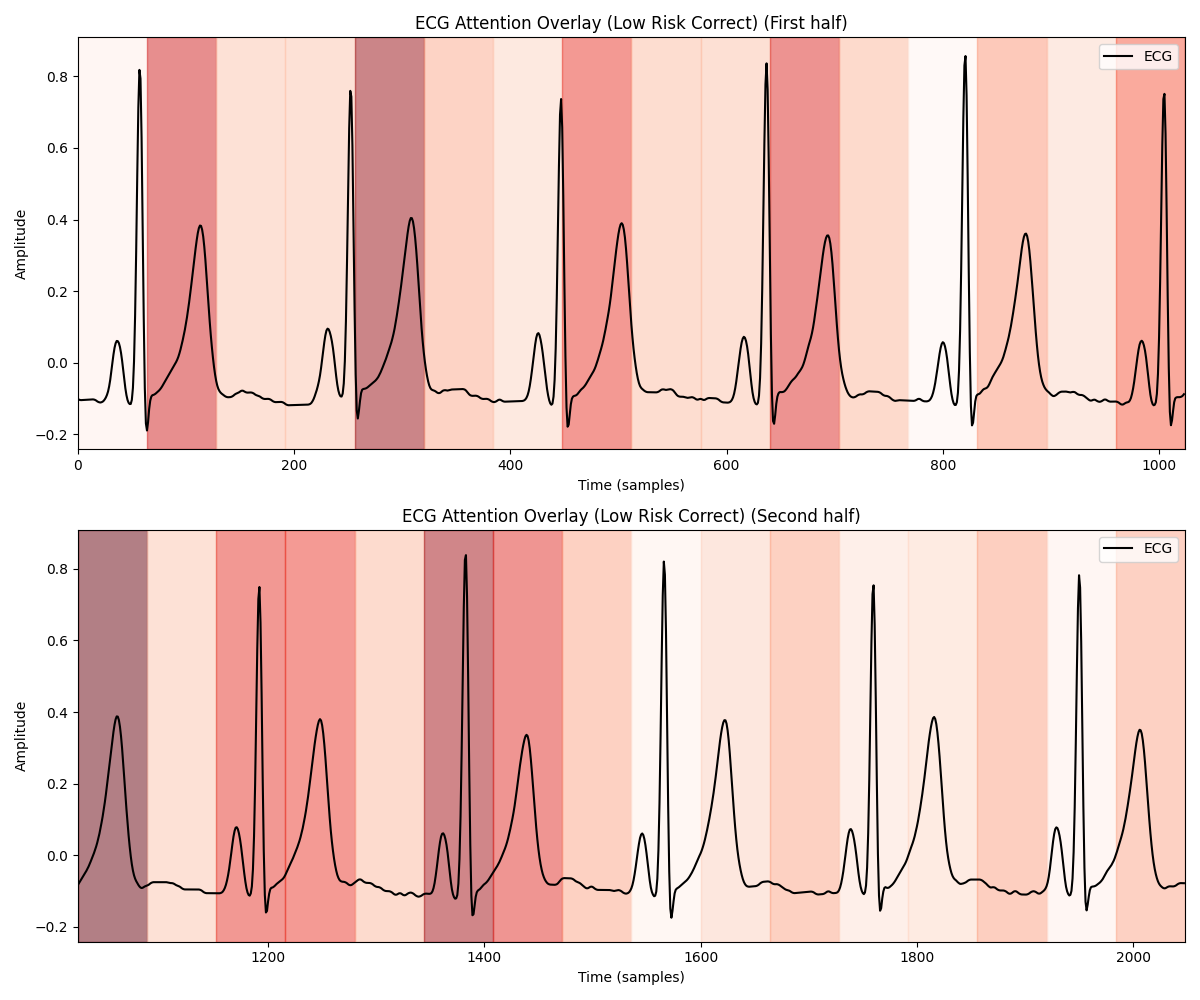 ECG Attention Overlay (Low Risk Correct) (First half)
ECG
0.8
0.6
0.4
0.2
0.0
−0.2
Amplitude
0 200 400 600 800 1000
Time (samples)
ECG Attention Overlay (Low Risk Correct) (Second half)
ECG
0.8
0.6
0.4
0.2
0.0
−0.2
Amplitude
1200 1400 1600 1800 2000
Time (samples)